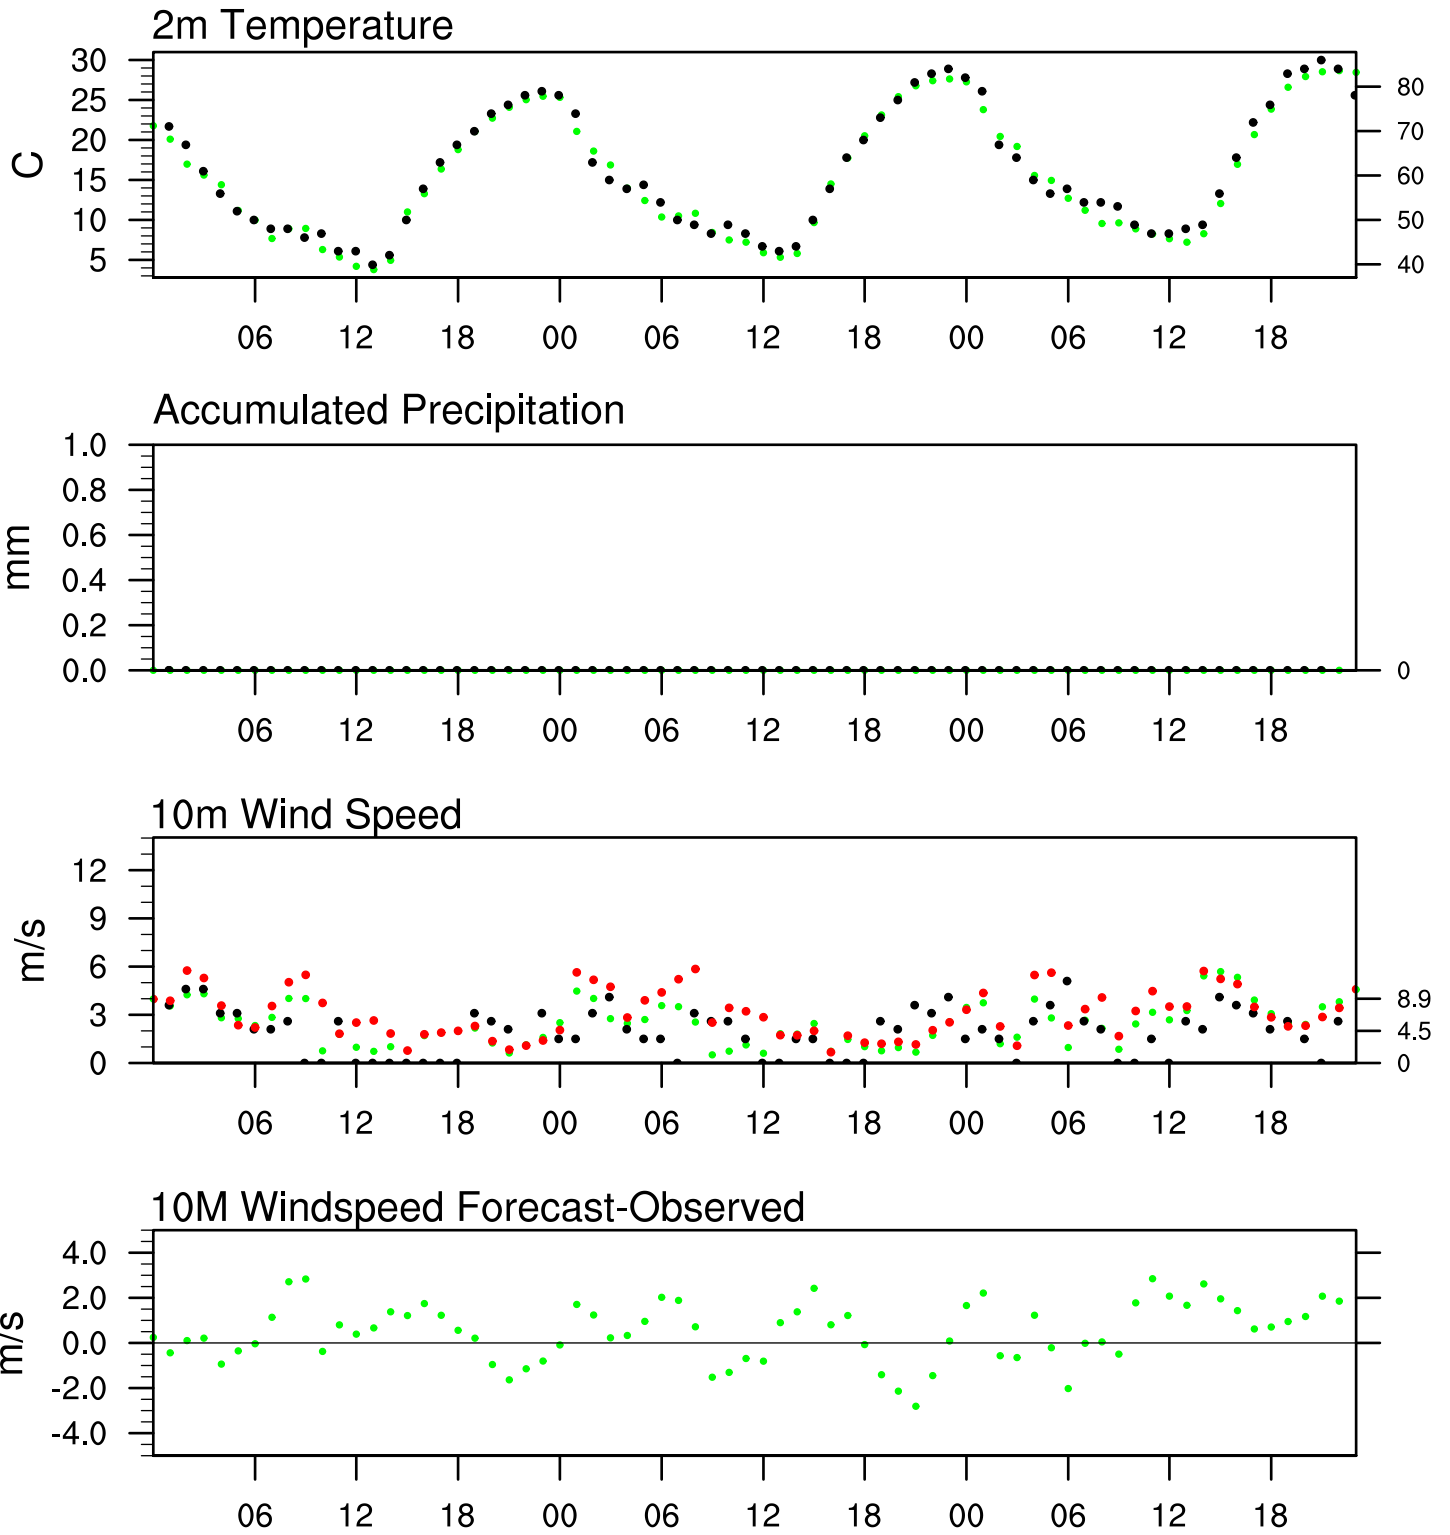 2m Temperature
30
25
20
15
10
5
C
80
70
60
50
40
06 12 18 00 06 12 18 00 06 12 18
Accumulated Precipitation
1.0
0.8
0.6
0.4
0.2
0.0
mm
0
06 12 18 00 06 12 18 00 06 12 18
10m Wind Speed
12
9
6
3
0
m/s
8.9
4.5
0
06 12 18 00 06 12 18 00 06 12 18
10M Windspeed Forecast-Observed
4.0
2.0
0.0
-2.0
-4.0
m/s
06 12 18 00 06 12 18 00 06 12 18